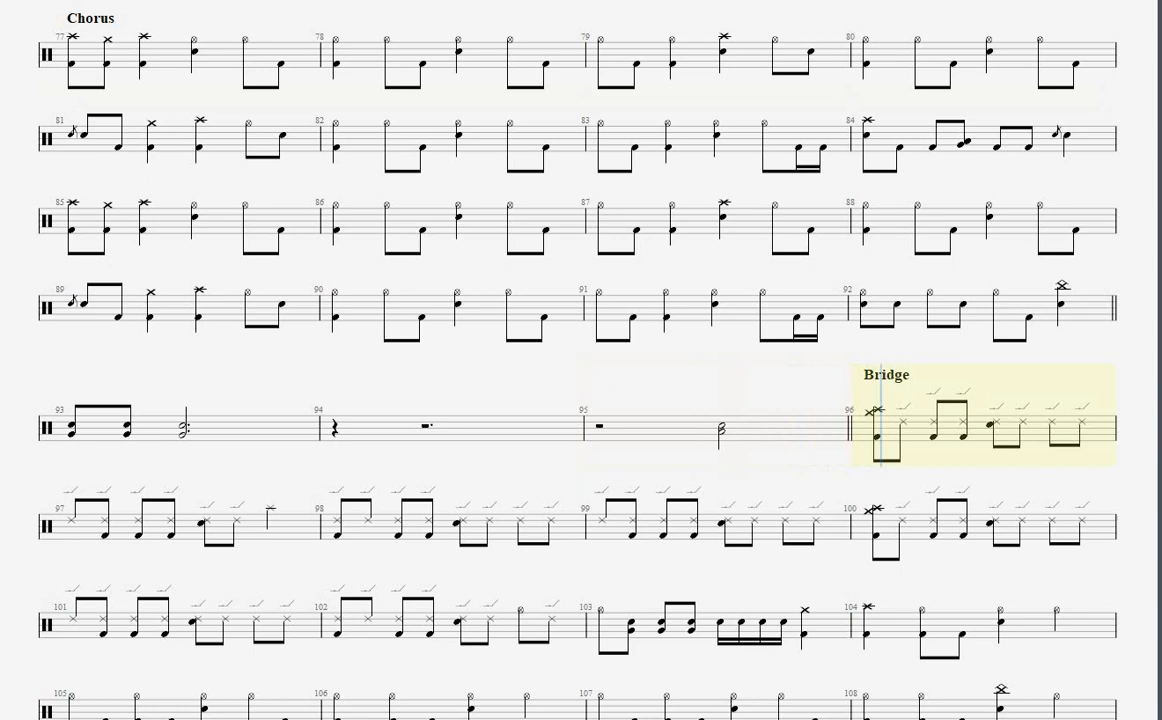 Chorus
77 78 79 80
81 82 83 84
85 86 87 88
89 90 91 92
Bridge
93 94 95 96
97 98 99 100
101 102 103 104
105 106 107 108